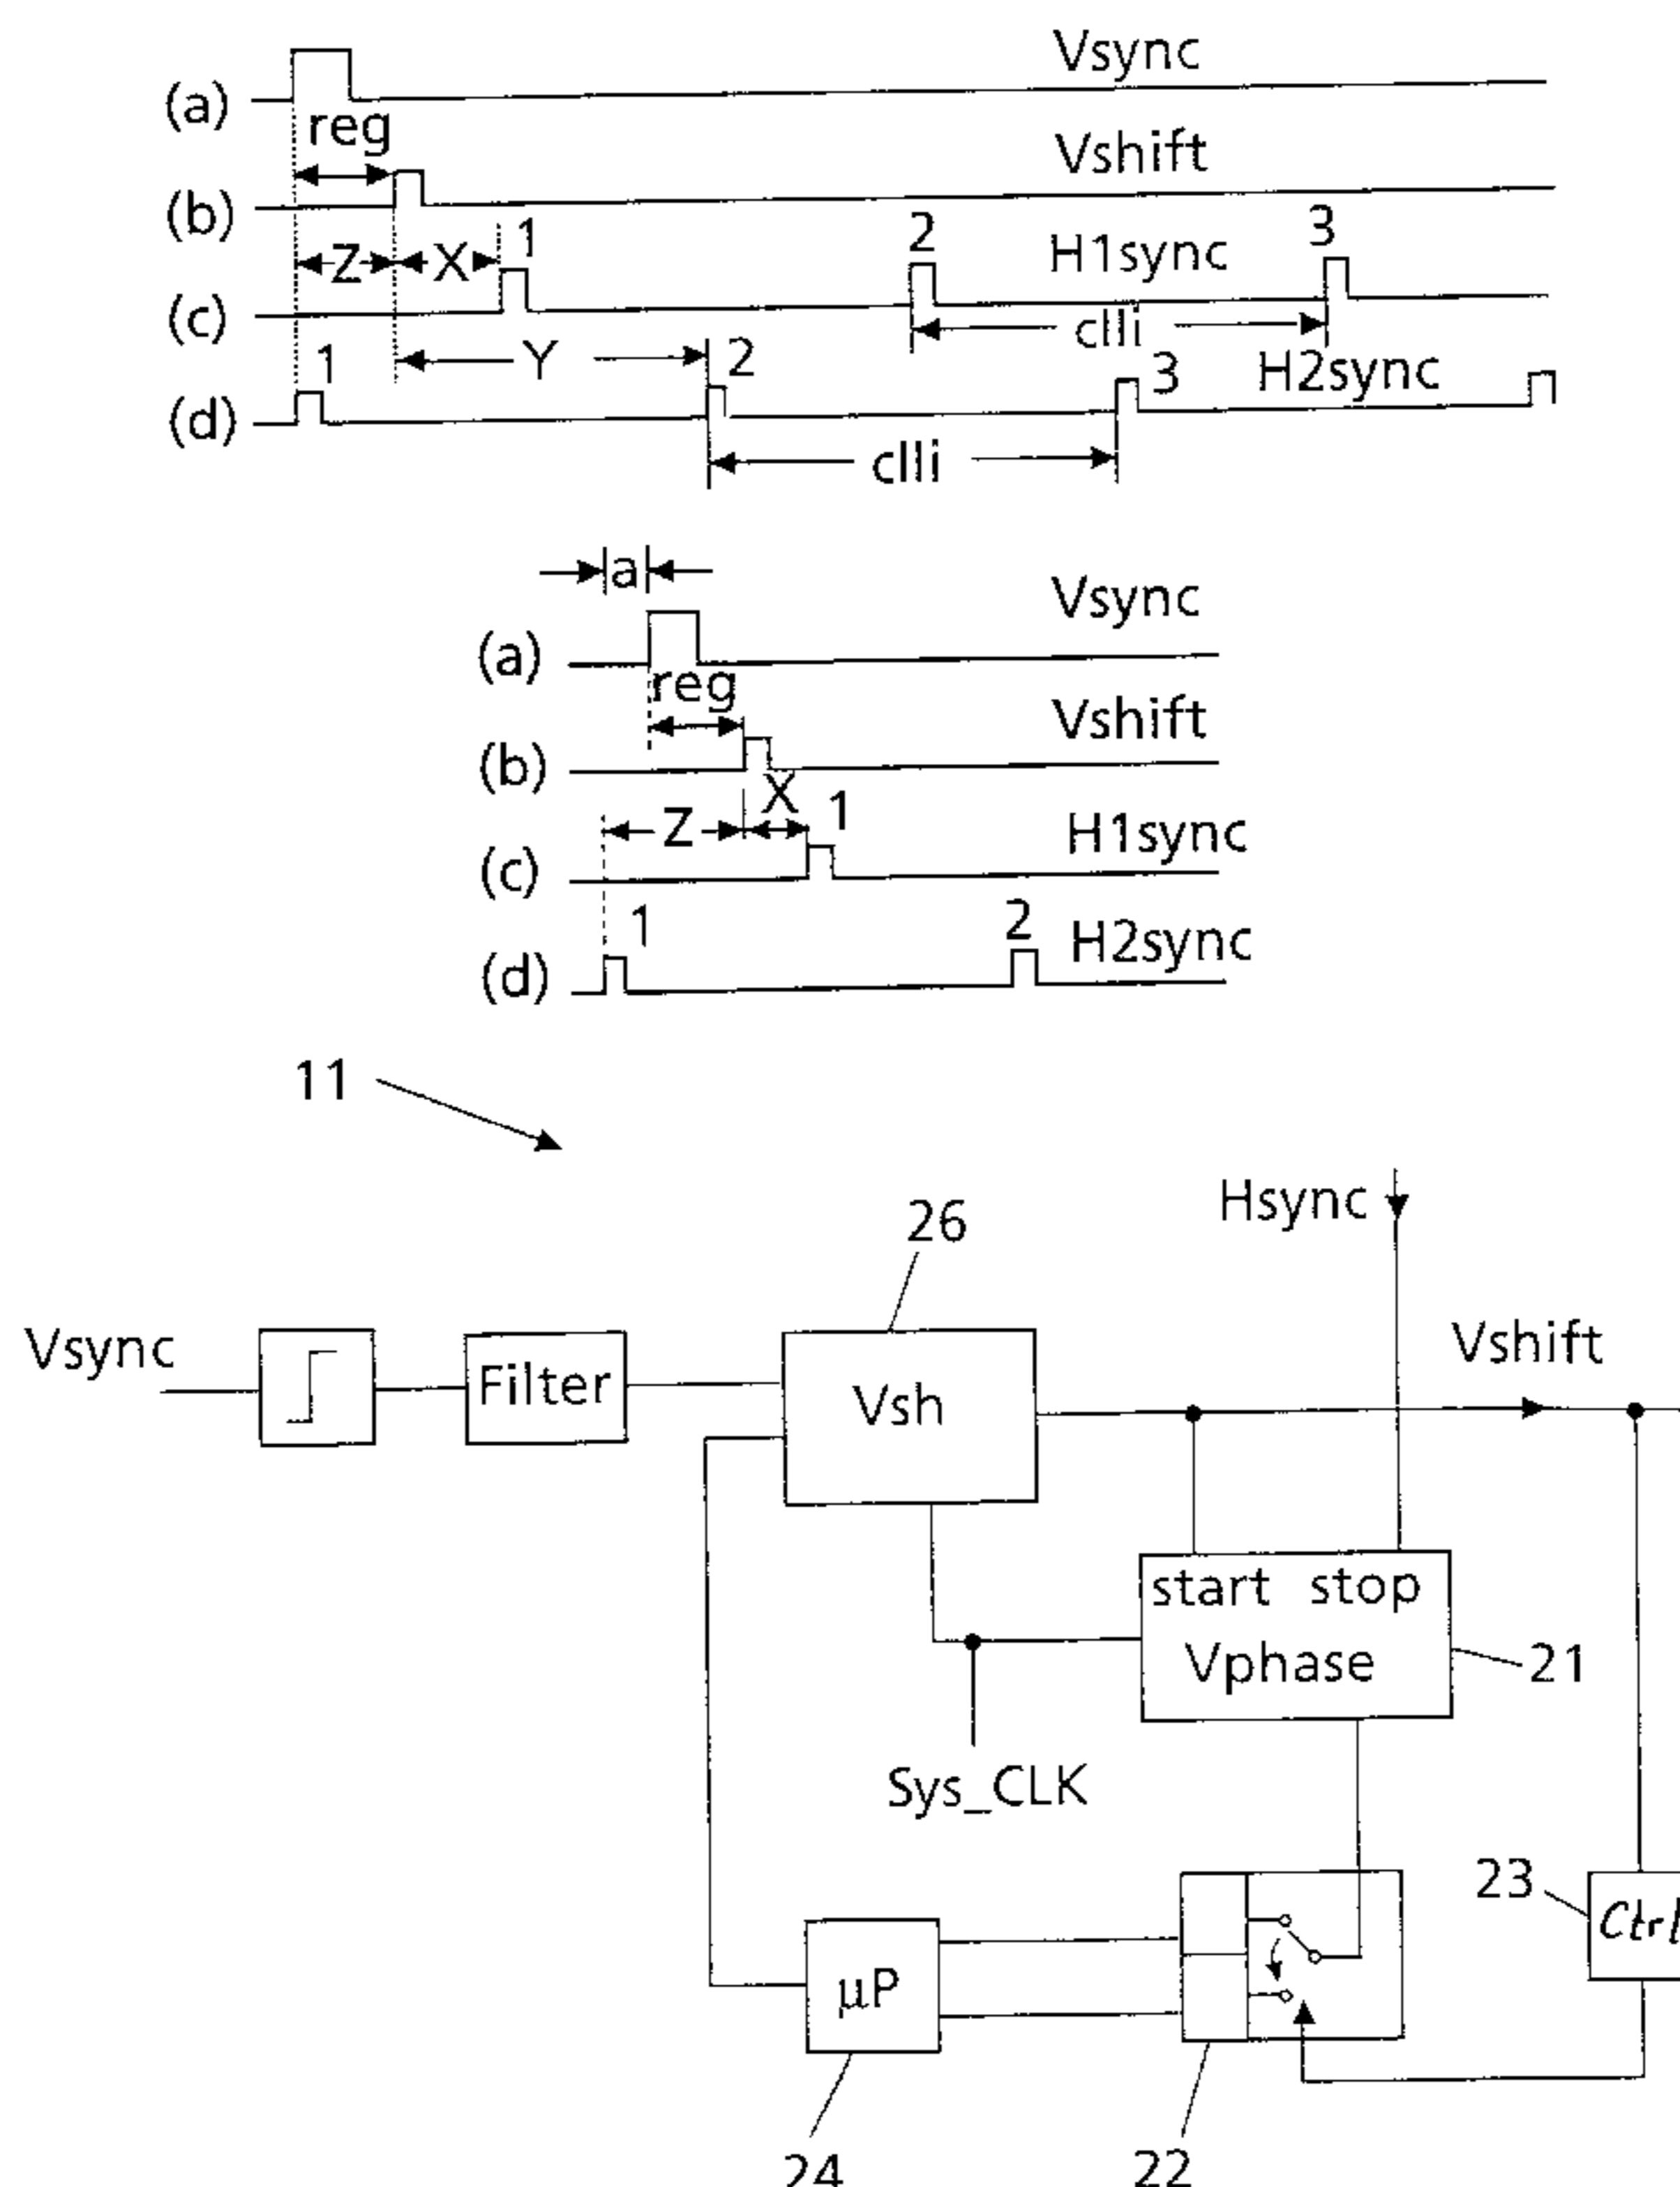 Vsync
(a)
reg
Vshift
(b)
1
2
3
Z
X
H1sync
(c)
clli
1
Y
2
3
H2sync
(d)
clli
a
Vsync
(a)
reg
Vshift
(b)
X
1
Z
H1sync
(c)
1
2
H2sync
(d)
11
26
Hsync
Vsync
Filter
Vsh
Vshift
start stop
Vphase
21
Sys_CLK
23
Ctrl
µP
24
22